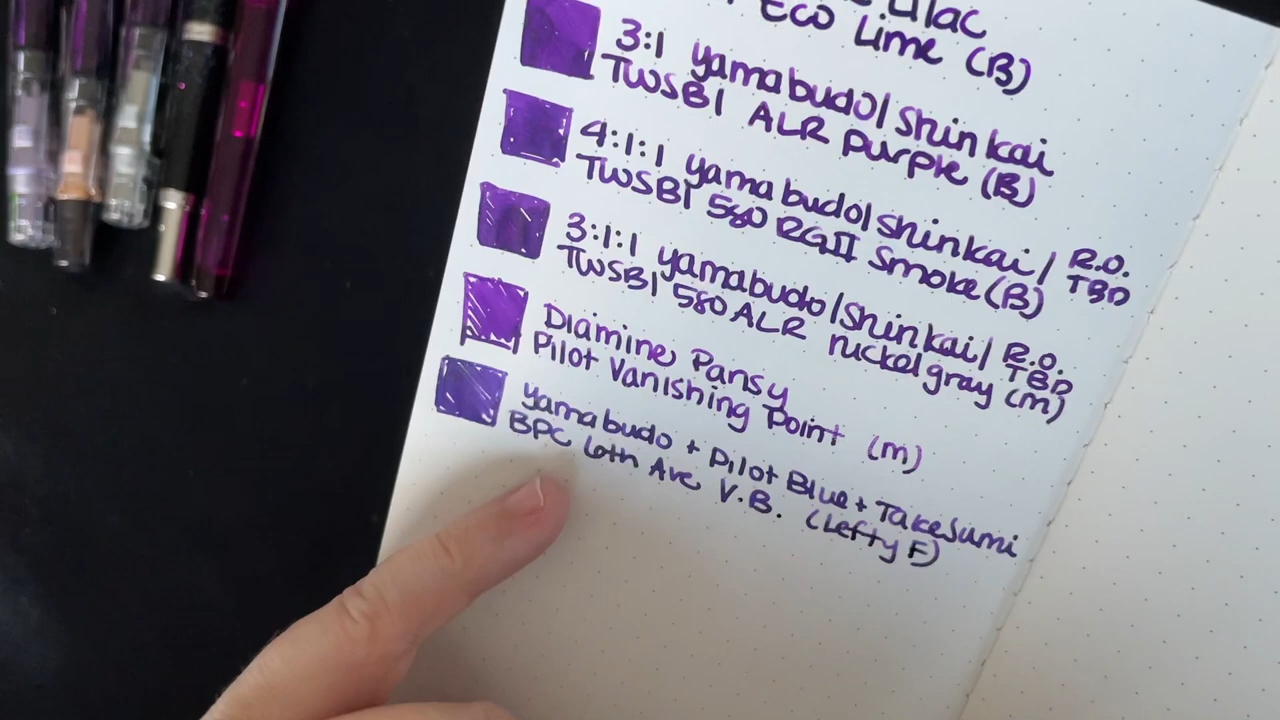 Lilac
Eco Lime (B)
3:1 yamabudo/Shinkai
TWSBI ALR Purple (B)
4:1:1 yamabudo/Shinkai/ R.O. TBD
TWSBI 580 RGII Smoke (B)
3:1:1 yamabudo/Shinkai/ R.O. TBD
TWSBI 580 ALR nickel gray (m)
Diamine Pansy
Pilot Vanishing Point (m)
yamabudo + Pilot Blue + Takesumi
BPC 6th Ave V.B. (Lefty F)